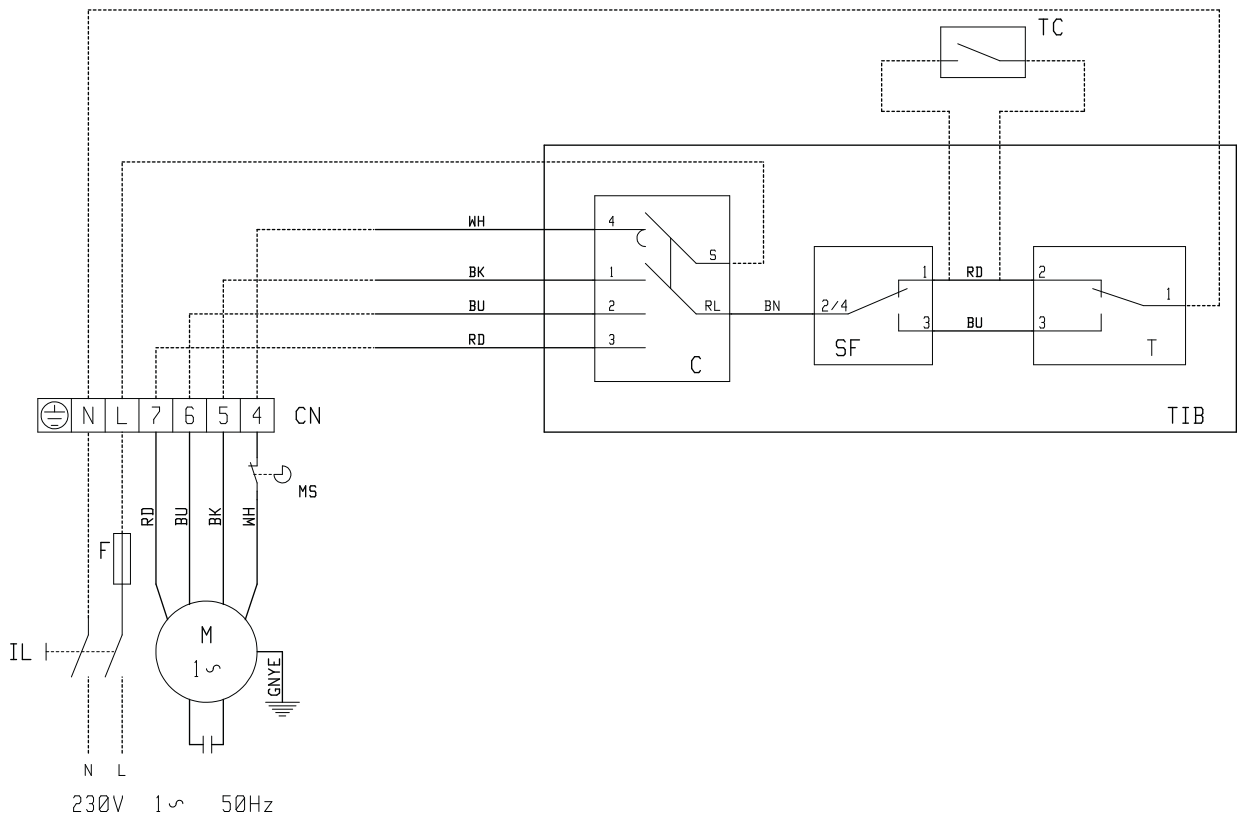 TC
WH
4
S
BK
1
BU
2
RL
BN
2/4
1
RD
2
1
RD
3
C
3
BU
3
SF
T
N
L
7
6
5
4
CN
TIB
MS
RD
BU
BK
WH
F
M
1~
IL
GNYE
N
L
230V 1~ 50Hz